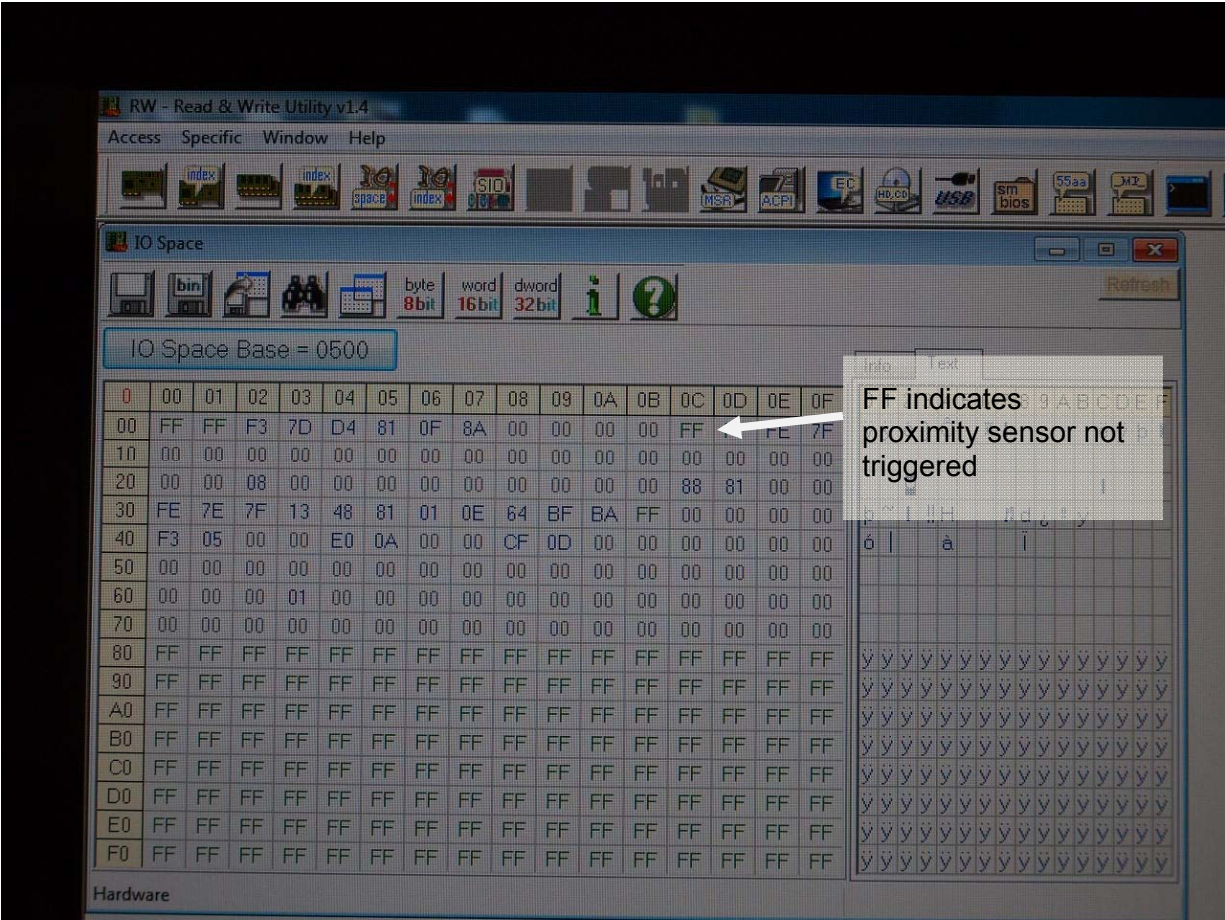 RW - Read & Write Utility v1.4
Access Specific Window Help
index index space index SIO MSR ACPI EC HD,CD USB sm bios 55aa MP
IO Space
bin byte 8bit word 16bit dword 32bit i ?
Refresh
IO Space Base = 0500
Info Text
0 00 01 02 03 04 05 06 07 08 09 0A 0B 0C 0D 0E 0F 9 A B C D E F
00 FF FF F3 7D D4 81 0F 8A 00 00 00 00 FF FE 7F
10 00 00 00 00 00 00 00 00 00 00 00 00 00 00 00 00
20 00 00 08 00 00 00 00 00 00 00 00 00 88 81 00 00
30 FE 7E 7F 13 48 81 01 0E 64 BF BA FF 00 00 00 00
40 F3 05 00 00 E0 0A 00 00 CF 0D 00 00 00 00 00 00 ó à Ï
50 00 00 00 00 00 00 00 00 00 00 00 00 00 00 00 00
60 00 00 00 01 00 00 00 00 00 00 00 00 00 00 00 00
70 00 00 00 00 00 00 00 00 00 00 00 00 00 00 00 00
80 FF FF FF FF FF FF FF FF FF FF FF FF FF FF FF FF ÿ ÿ ÿ ÿ ÿ ÿ ÿ ÿ ÿ ÿ ÿ ÿ ÿ ÿ ÿ ÿ
90 FF FF FF FF FF FF FF FF FF FF FF FF FF FF FF FF ÿ ÿ ÿ ÿ ÿ ÿ ÿ ÿ ÿ ÿ ÿ ÿ ÿ ÿ ÿ ÿ
A0 FF FF FF FF FF FF FF FF FF FF FF FF FF FF FF FF ÿ ÿ ÿ ÿ ÿ ÿ ÿ ÿ ÿ ÿ ÿ ÿ ÿ ÿ ÿ ÿ
B0 FF FF FF FF FF FF FF FF FF FF FF FF FF FF FF FF ÿ ÿ ÿ ÿ ÿ ÿ ÿ ÿ ÿ ÿ ÿ ÿ ÿ ÿ ÿ ÿ
C0 FF FF FF FF FF FF FF FF FF FF FF FF FF FF FF FF ÿ ÿ ÿ ÿ ÿ ÿ ÿ ÿ ÿ ÿ ÿ ÿ ÿ ÿ ÿ ÿ
D0 FF FF FF FF FF FF FF FF FF FF FF FF FF FF FF FF ÿ ÿ ÿ ÿ ÿ ÿ ÿ ÿ ÿ ÿ ÿ ÿ ÿ ÿ ÿ ÿ
E0 FF FF FF FF FF FF FF FF FF FF FF FF FF FF FF FF ÿ ÿ ÿ ÿ ÿ ÿ ÿ ÿ ÿ ÿ ÿ ÿ ÿ ÿ ÿ ÿ
F0 FF FF FF FF FF FF FF FF FF FF FF FF FF FF FF FF ÿ ÿ ÿ ÿ ÿ ÿ ÿ ÿ ÿ ÿ ÿ ÿ ÿ ÿ ÿ ÿ
FF indicates
proximity sensor not
triggered
Hardware